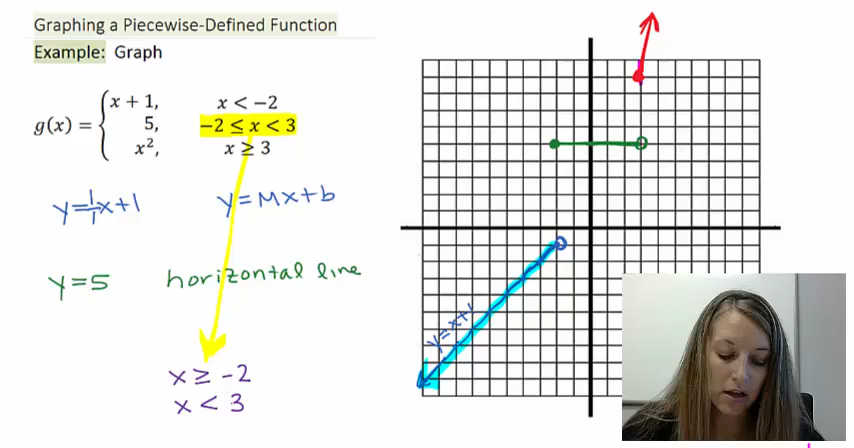 Graphing a Piecewise-Defined Function
Example: Graph
g(x) = { x + 1, x < −2
5, −2 ≤ x < 3
x², x ≥ 3
y = 1/1 x + 1 y = Mx + b
y = 5 horizontal line
x ≥ -2
x < 3
y = x + 1